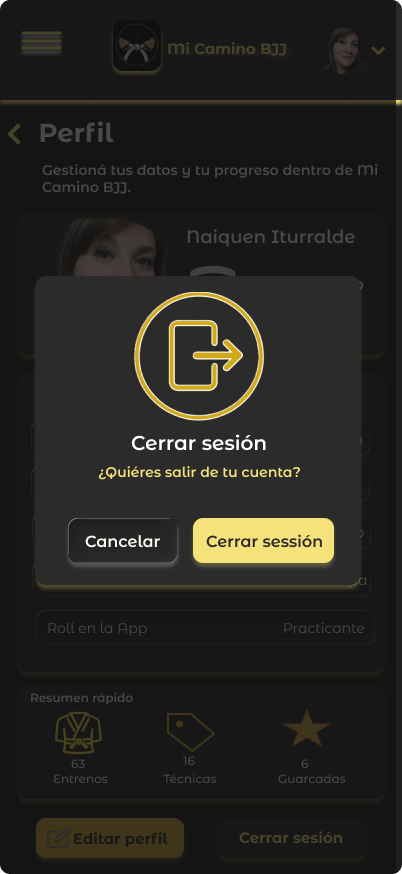 Mi Camino BJJ
Perfil
Gestioná tus datos y tu progreso dentro de Mi
Camino BJJ.
Naiquen Iturralde
Cerrar sesión
¿Quiéres salir de tu cuenta?
Cancelar
Cerrar sessión
Roll en la App
Practicante
Resumen rápido
63
Entrenos
16
Técnicas
6
Guarcadas
Editar perfil
Cerrar sesión